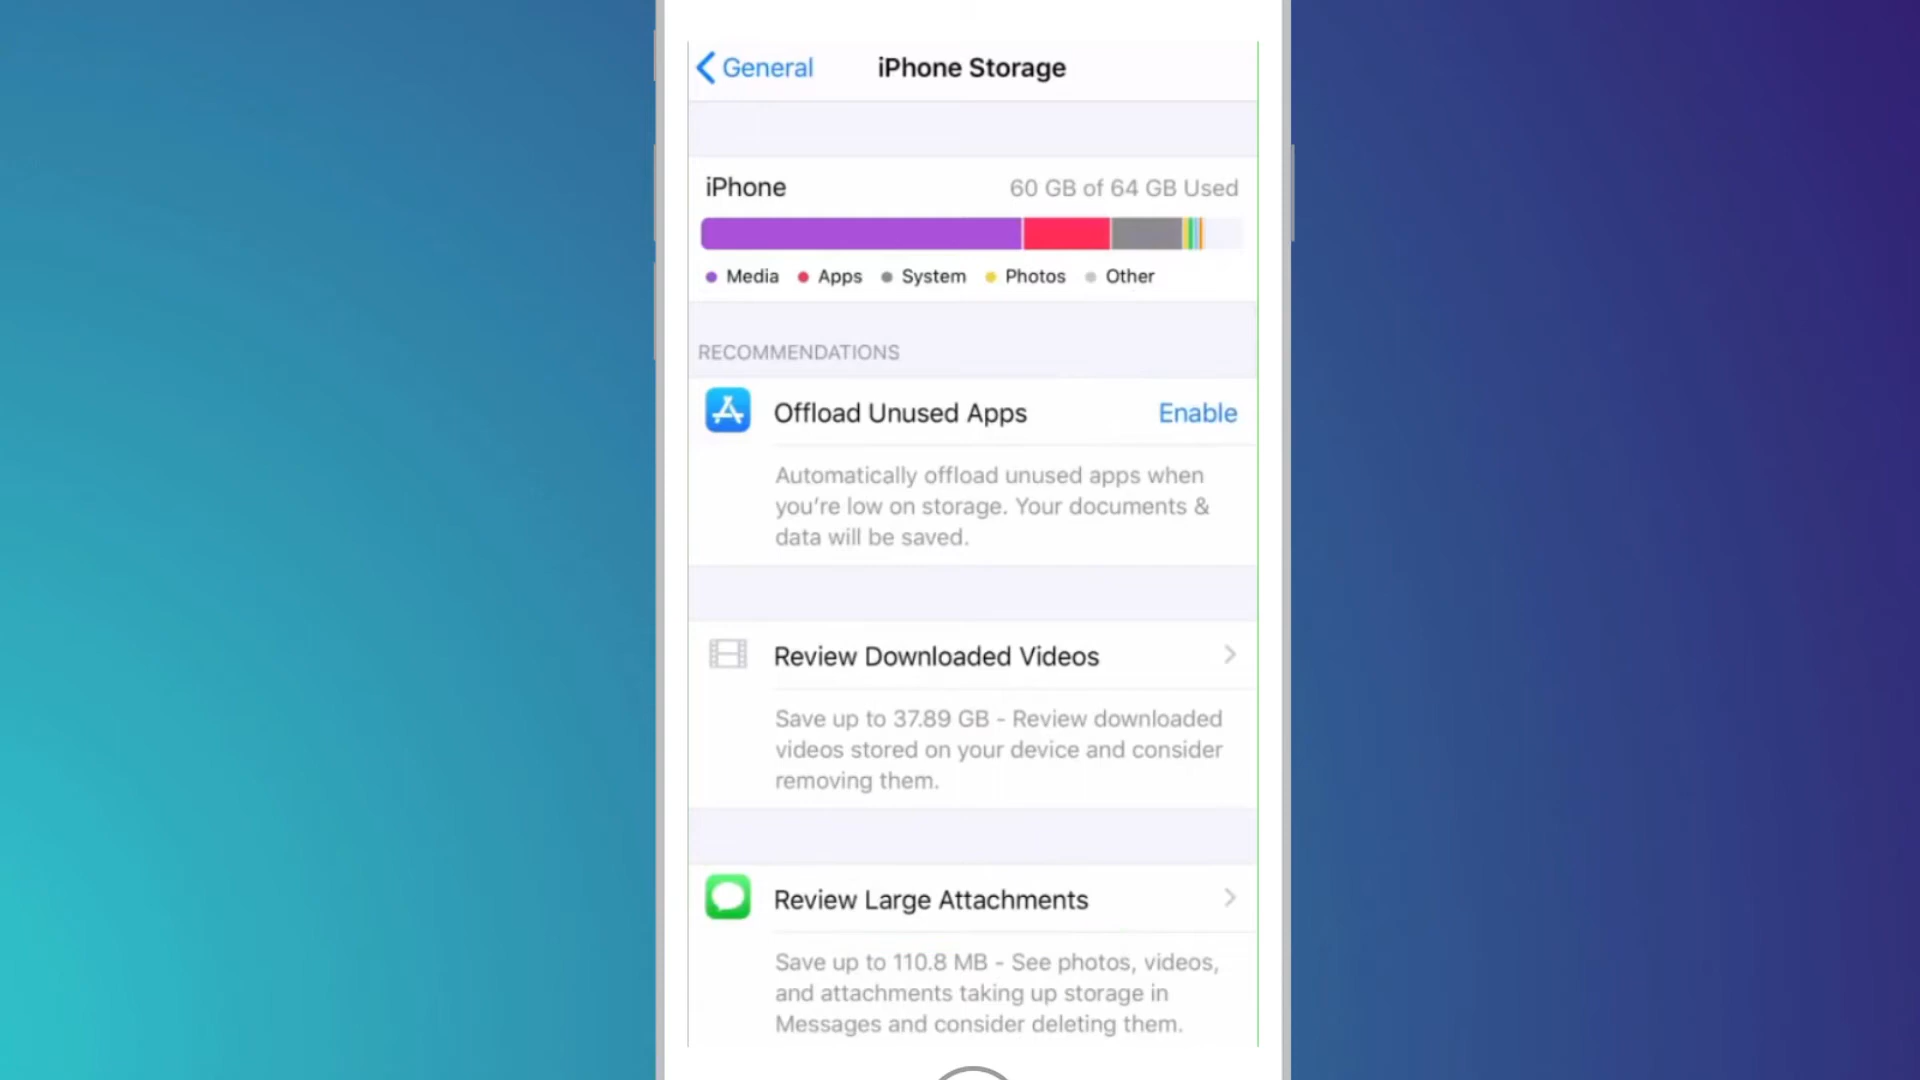 General
iPhone Storage
iPhone
60 GB of 64 GB Used
Media Apps System Photos Other
RECOMMENDATIONS
Offload Unused Apps
Enable
Automatically offload unused apps when
you’re low on storage. Your documents &
data will be saved.
Review Downloaded Videos
Save up to 37.89 GB - Review downloaded
videos stored on your device and consider
removing them.
Review Large Attachments
Save up to 110.8 MB - See photos, videos,
and attachments taking up storage in
Messages and consider deleting them.